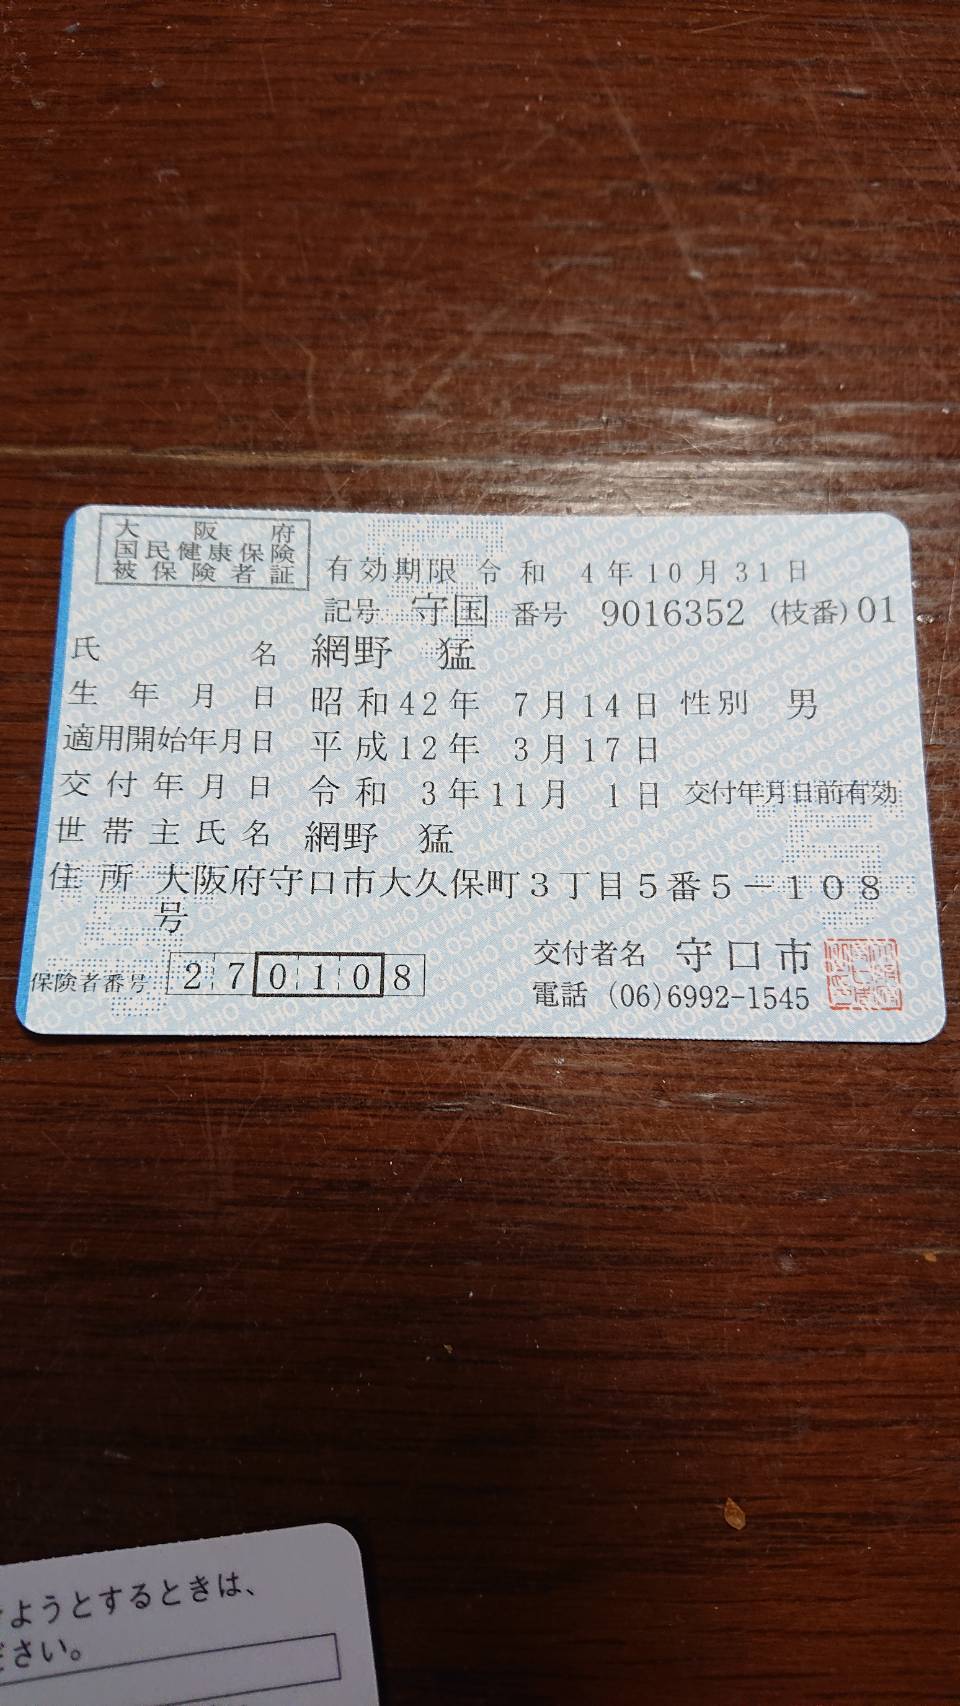 大阪府
国民健康保険
被保険者証
有効期限 令和 4年10月31日
記号 守国 番号 9016352 (枝番)01
氏名 網野 猛
生年月日 昭和42年 7月14日 性別 男
適用開始年月日 平成12年 3月17日
交付年月日 令和 3年11月 1日 交付年月日前有効
世帯主氏名 網野 猛
住所 大阪府守口市大久保町3丁目5番5-108
号
保険者番号 270108
交付者名 守口市
電話 (06)6992-1545
ようとするときは、
ださい。